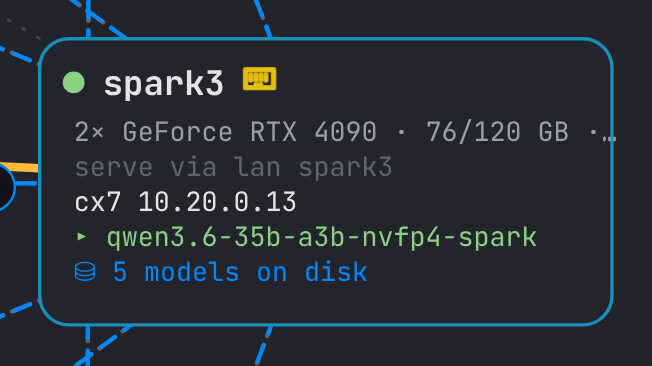 spark3
2× GeForce RTX 4090 · 76/120 GB ·…
serve via lan spark3
cx7 10.20.0.13
▸ qwen3.6-35b-a3b-nvfp4-spark
5 models on disk